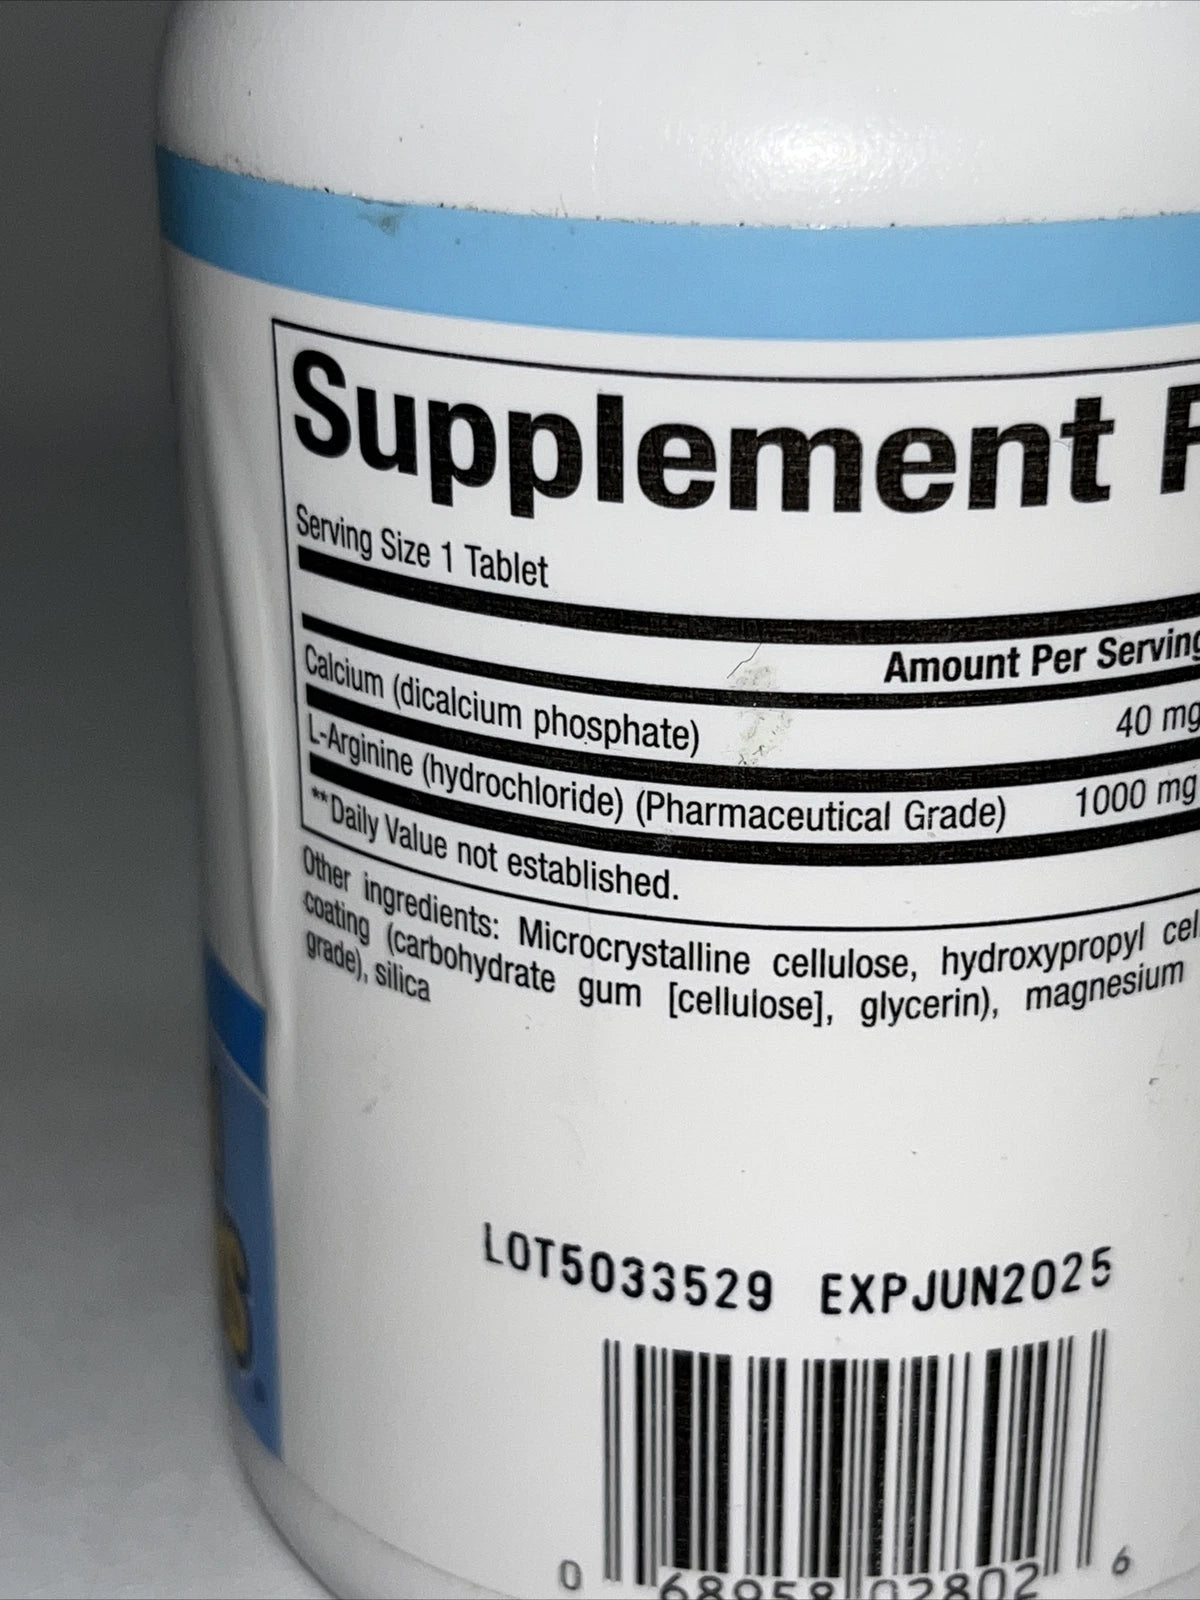 Supplement F
Serving Size 1 Tablet
Amount Per Serving
Calcium (dicalcium phosphate) 40 mg
L-Arginine (hydrochloride) (Pharmaceutical Grade) 1000 mg
**Daily Value not established.
Other ingredients: Microcrystalline cellulose, hydroxypropyl cel
coating (carbohydrate gum [cellulose], glycerin), magnesium
grade), silica
LOT5033529 EXPJUN2025
0 68958 02802 6
S